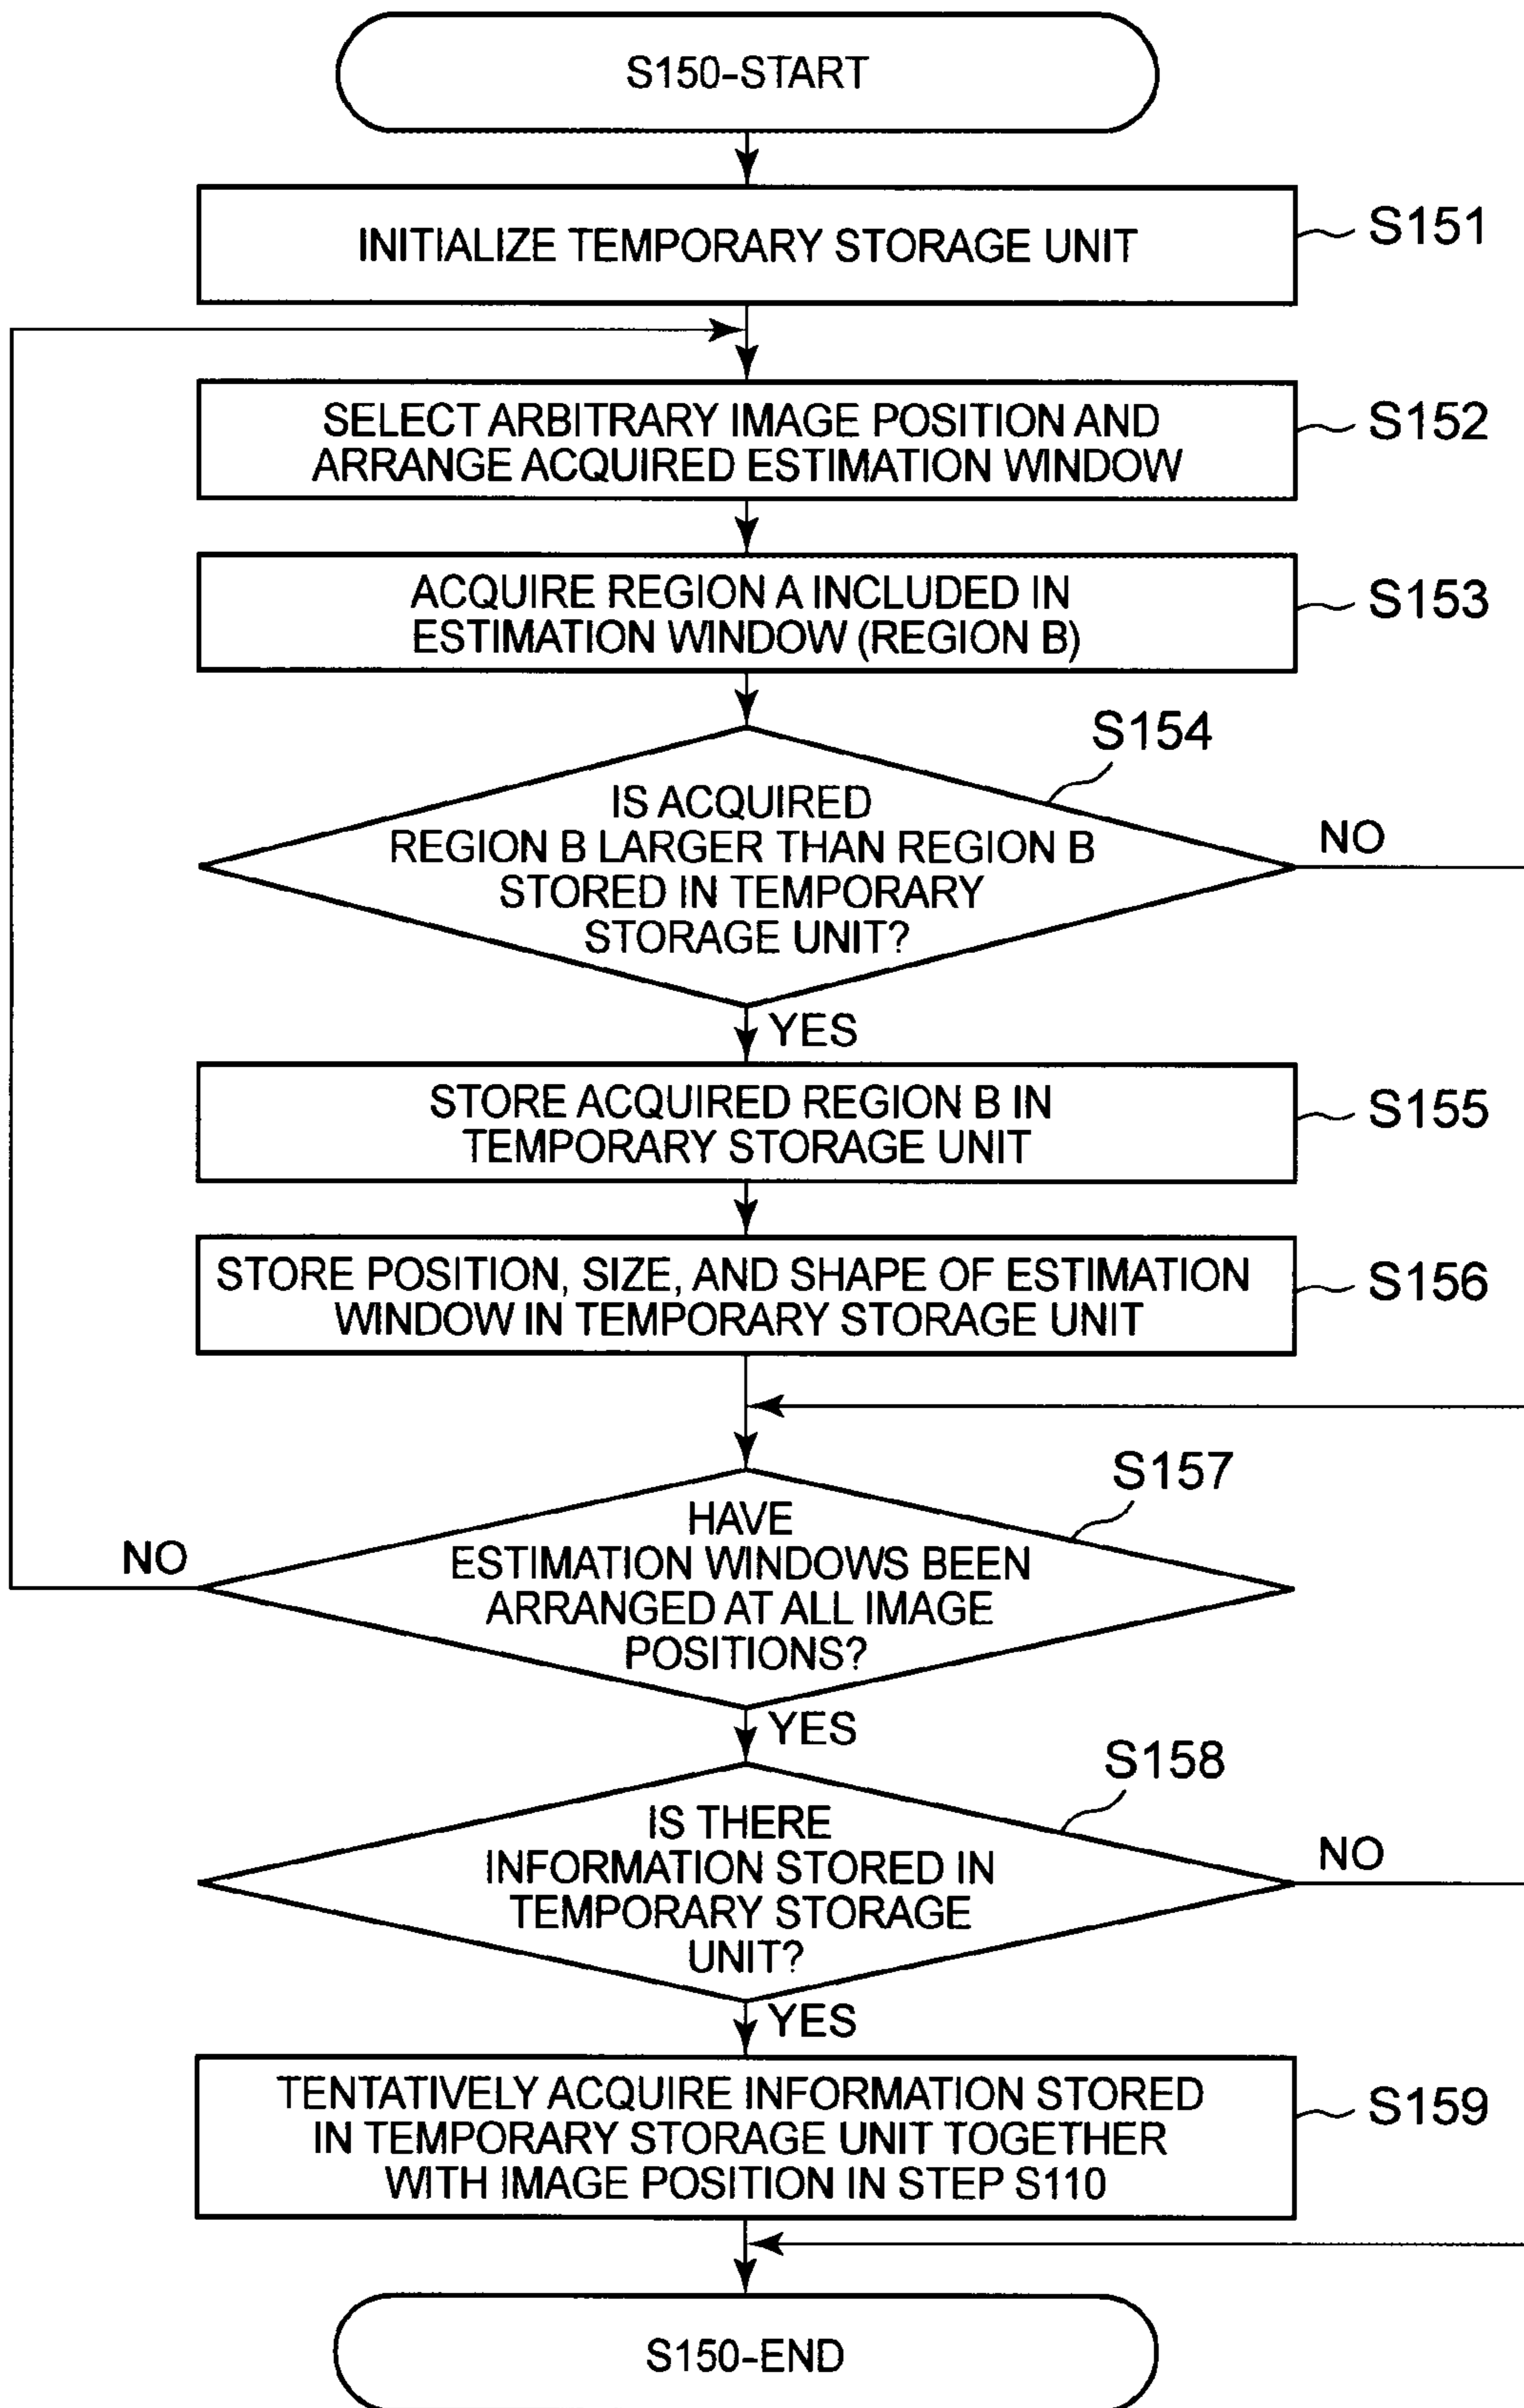 S150-START
INITIALIZE TEMPORARY STORAGE UNIT
S151
SELECT ARBITRARY IMAGE POSITION AND
ARRANGE ACQUIRED ESTIMATION WINDOW
S152
ACQUIRE REGION A INCLUDED IN
ESTIMATION WINDOW (REGION B)
S153
S154
IS ACQUIRED
REGION B LARGER THAN REGION B
STORED IN TEMPORARY
STORAGE UNIT?
NO
YES
STORE ACQUIRED REGION B IN
TEMPORARY STORAGE UNIT
S155
STORE POSITION, SIZE, AND SHAPE OF ESTIMATION
WINDOW IN TEMPORARY STORAGE UNIT
S156
S157
HAVE
ESTIMATION WINDOWS BEEN
ARRANGED AT ALL IMAGE
POSITIONS?
NO
YES
S158
IS THERE
INFORMATION STORED IN
TEMPORARY STORAGE
UNIT?
NO
YES
TENTATIVELY ACQUIRE INFORMATION STORED
IN TEMPORARY STORAGE UNIT TOGETHER
WITH IMAGE POSITION IN STEP S110
S159
S150-END